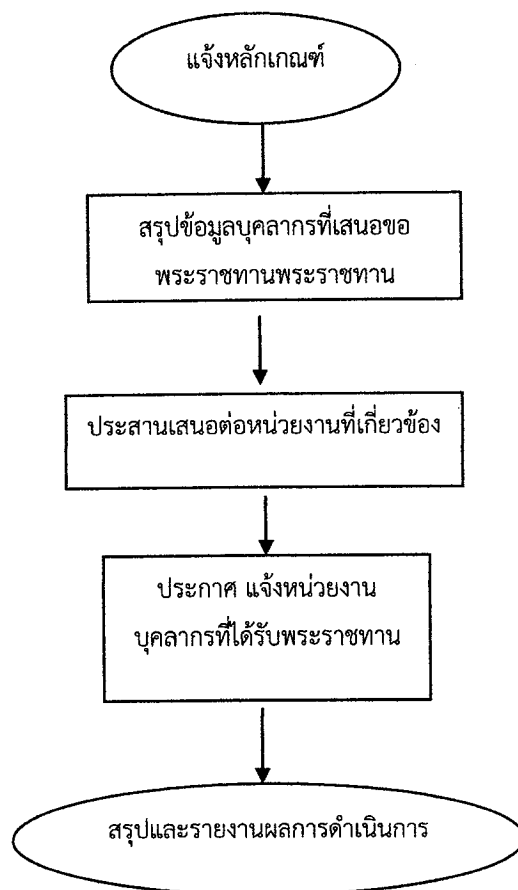 แจ้งหลักเกณฑ์
สรุปข้อมูลบุคลากรที่เสนอขอ
พระราชทานพระราชทาน
ประสานเสนอต่อหน่วยงานที่เกี่ยวข้อง
ประกาศ แจ้งหน่วยงาน
บุคลากรที่ได้รับพระราชทาน
สรุปและรายงานผลการดำเนินการ